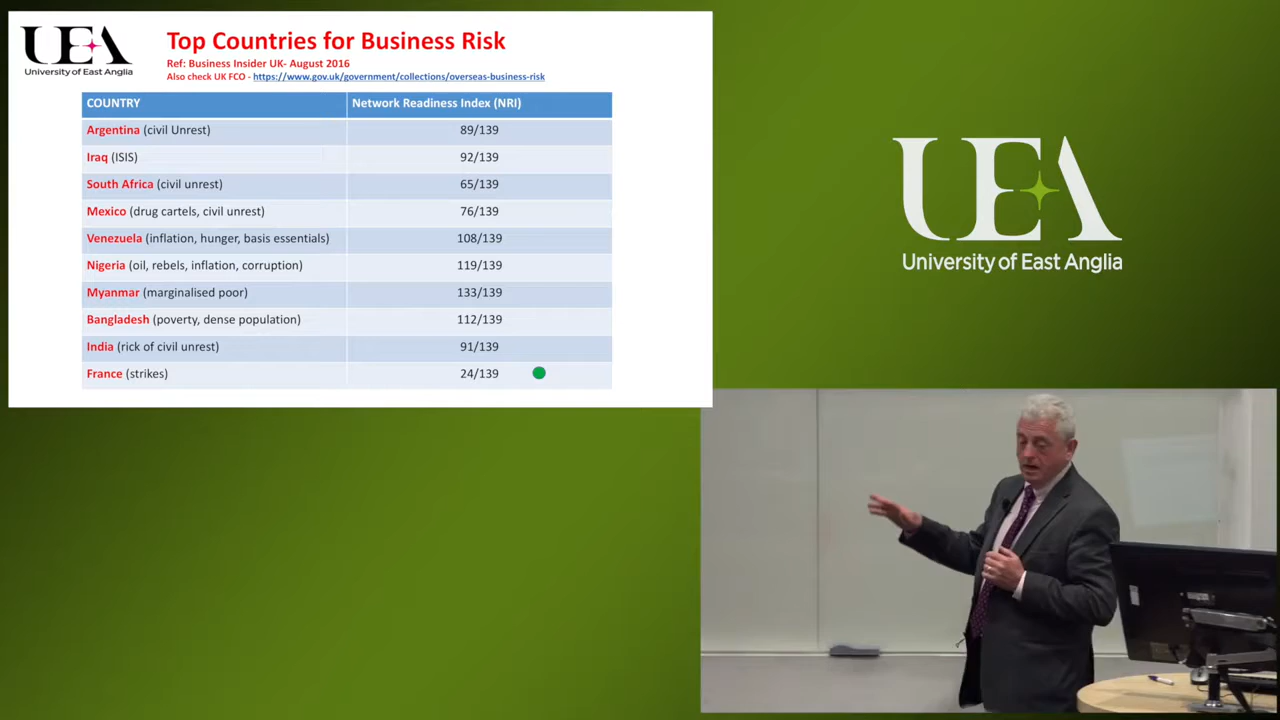 UEA
University of East Anglia
Top Countries for Business Risk
Ref: Business Insider UK- August 2016
Also check UK FCO - https://www.gov.uk/government/collections/overseas-business-risk
COUNTRY Network Readiness Index (NRI)
Argentina (civil Unrest) 89/139
Iraq (ISIS) 92/139
South Africa (civil unrest) 65/139
Mexico (drug cartels, civil unrest) 76/139
Venezuela (inflation, hunger, basis essentials) 108/139
Nigeria (oil, rebels, inflation, corruption) 119/139
Myanmar (marginalised poor) 133/139
Bangladesh (poverty, dense population) 112/139
India (rick of civil unrest) 91/139
France (strikes) 24/139
UEA
University of East Anglia